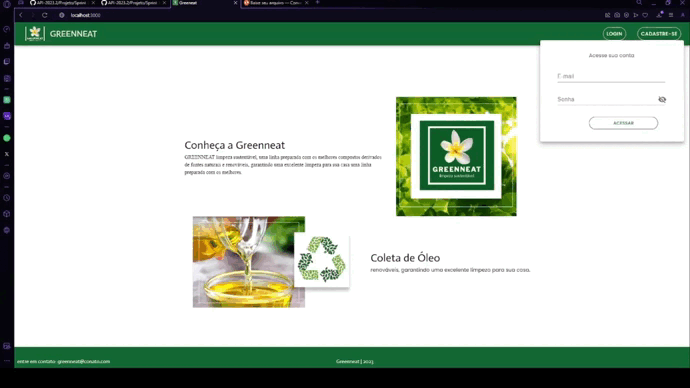 API-2023.2/Projeto/Sprint
API-2023.2/Projeto/Sprint
Greeneat
Baixe seu arquivo — Conv
localhost:3000
GREENNEAT
LOGIN
CADASTRE-SE
Acesse sua conta
E-mail
Senha
ACESSAR
Conheça a Greenneat
GREENNEAT limpeza sustentável, uma linha preparada com os melhores compostos derivados
de fontes naturais e renováveis, garantindo uma excelente limpeza para sua casa uma linha
preparada com os melhores.
GREENNEAT
limpeza sustentável
Coleta de Óleo
renováveis, garantindo uma excelente limpeza para sua casa.
entre em contato: greenneat@conato.com
Greenneat | 2023